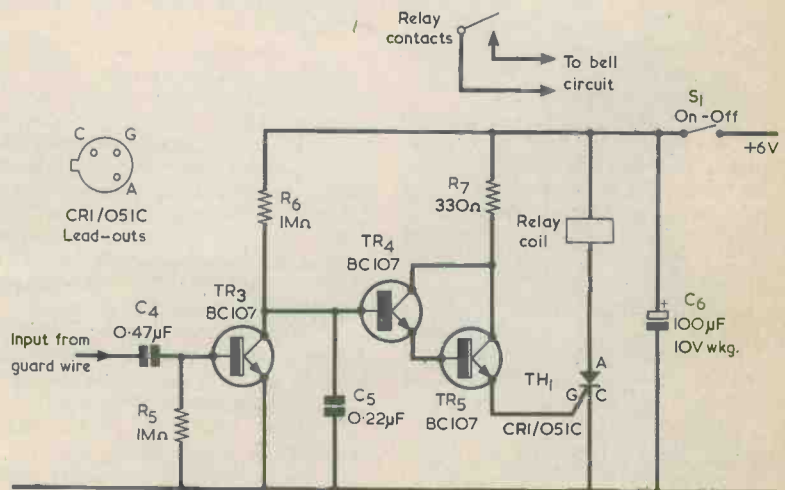 Relay
contacts
To bell
circuit
S1
On-Off
+6V
C
G
A
CR1/051C
Lead-outs
R6
1MΩ
R7
330Ω
Relay
coil
TR4
BC107
TR3
BC107
C4
0.47µF
Input from
guard wire
R5
1MΩ
C5
0.22µF
TR5
BC107
TH1
A
G
C
CR1/051C
+
C6
100µF
10V wkg.